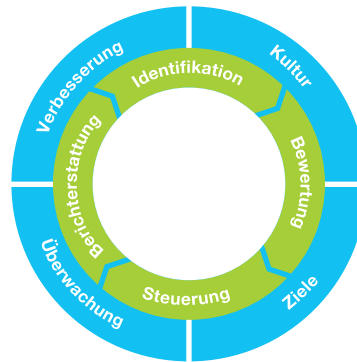 Verbesserung
Identifikation
Kultur
Berichterstattung
Bewertung
Überwachung
Steuerung
Ziele